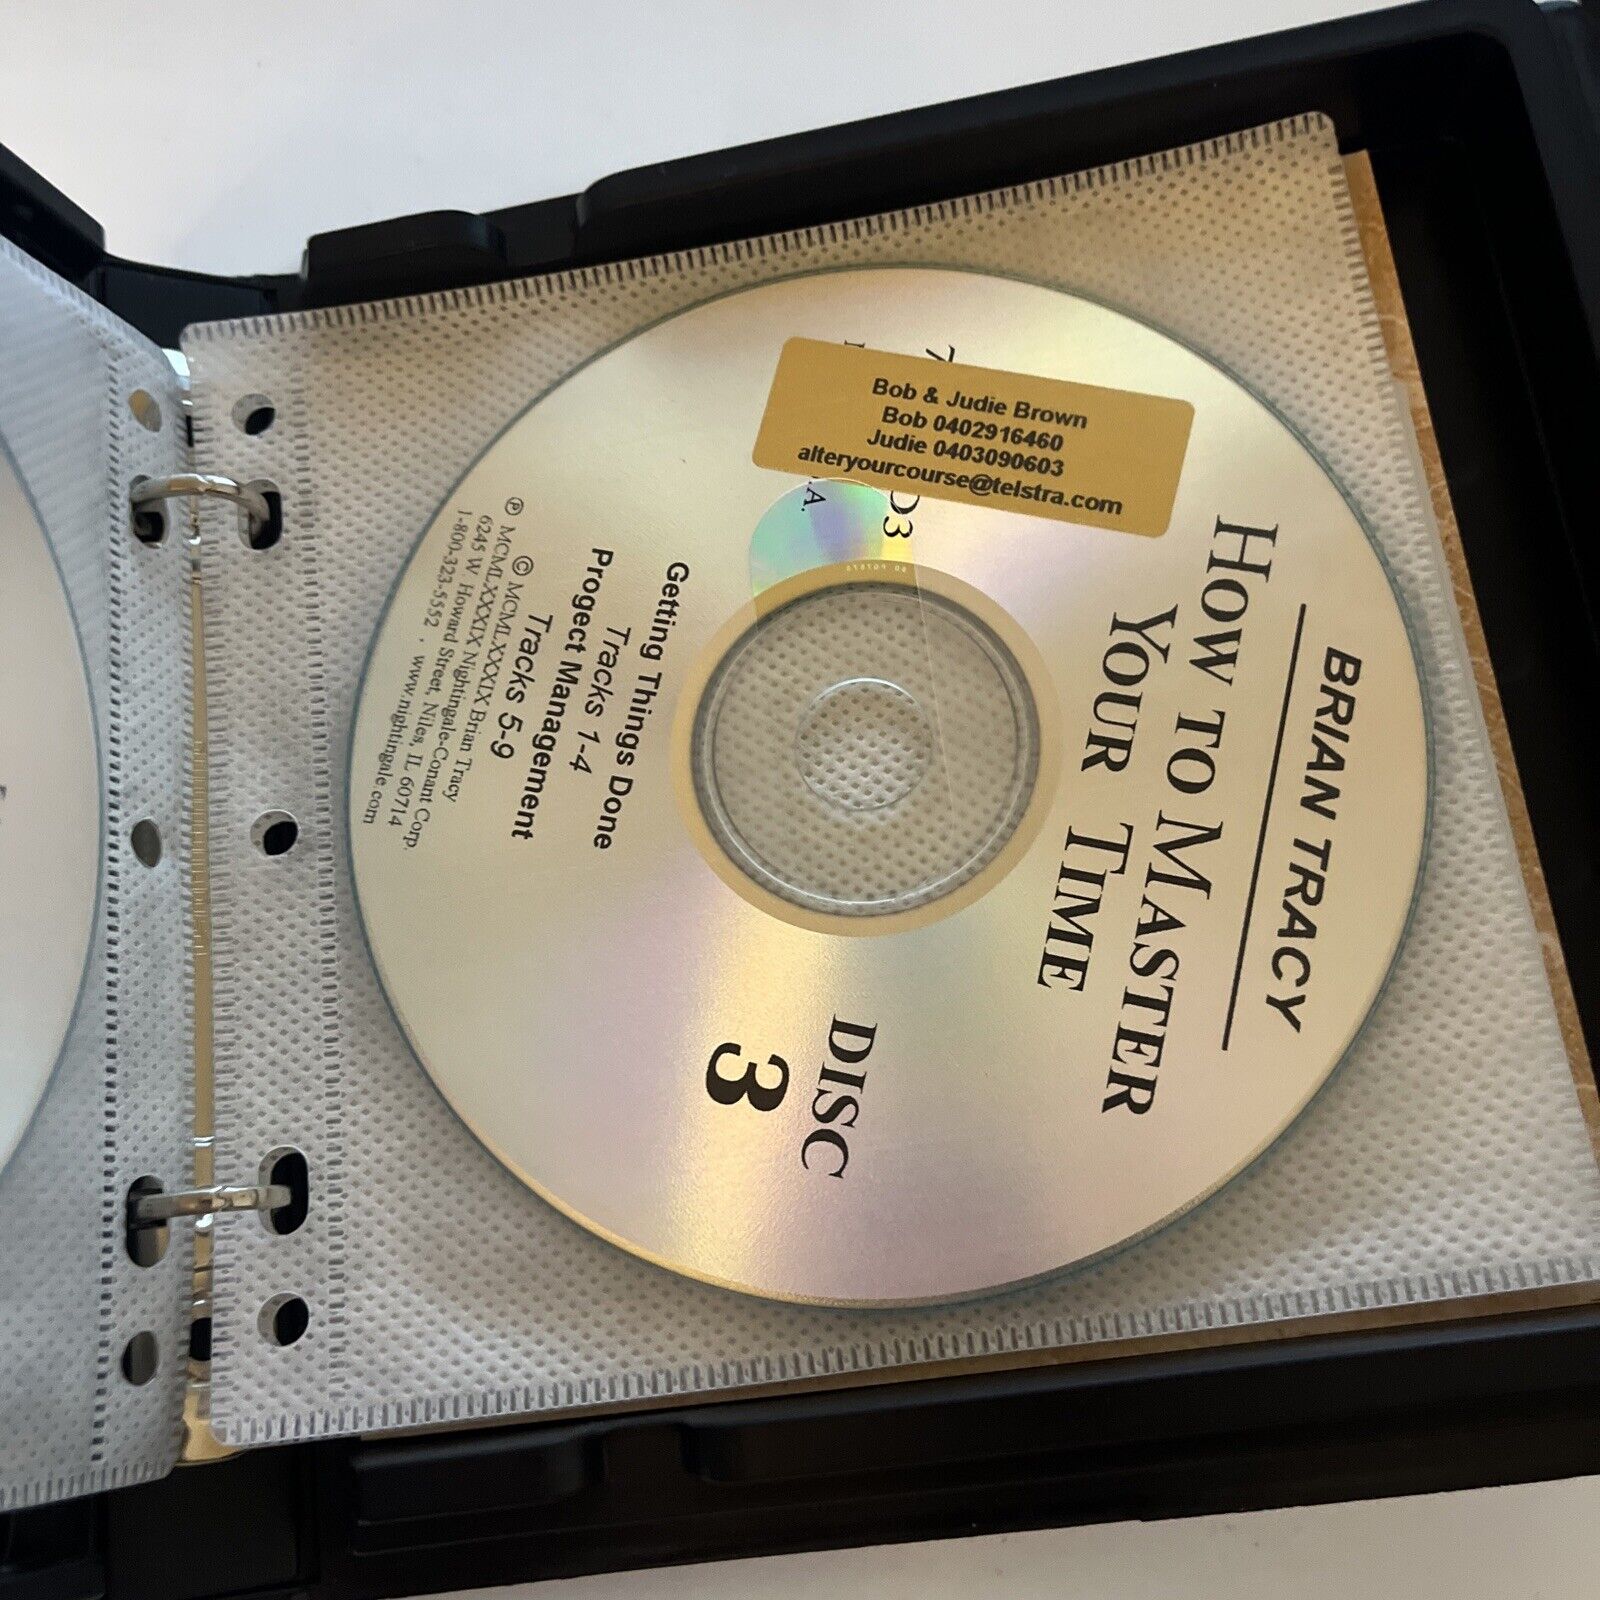 BRIAN TRACY
HOW TO MASTER
YOUR TIME
Bob & Judie Brown
Bob 0402916460
Judie 0403090603
alteryourcourse@telstra.com
DISC
3
Getting Things Done
Tracks 1-4
Progect Management
Tracks 5-9
℗ MCMLXXXIX Nightingale-Conant Corp.
© MCMLXXXIX Brian Tracy
6245 W. Howard Street, Niles, IL 60714
1-800-323-5552 . www.nightingale.com